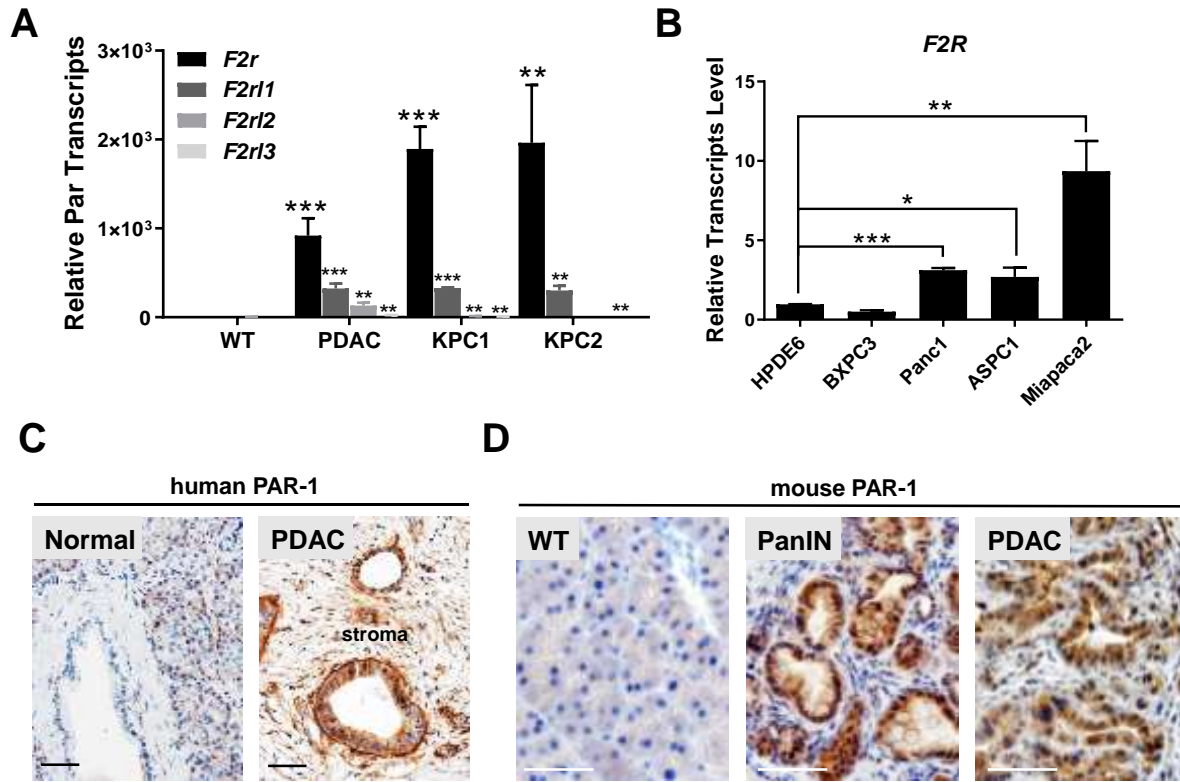 A
Relative Par Transcripts
3×10³
2×10³
1×10³
0
F2r
F2rl1
F2rl2
F2rl3
***
***
**
**
***
***
**
**
**
**
**
WT PDAC KPC1 KPC2
B
F2R
Relative Transcripts Level
15
10
5
0
**
*
***
HPDE6
BXPC3
Panc1
ASPC1
Miapaca2
C
human PAR-1
Normal
PDAC
stroma
D
mouse PAR-1
WT
PanIN
PDAC